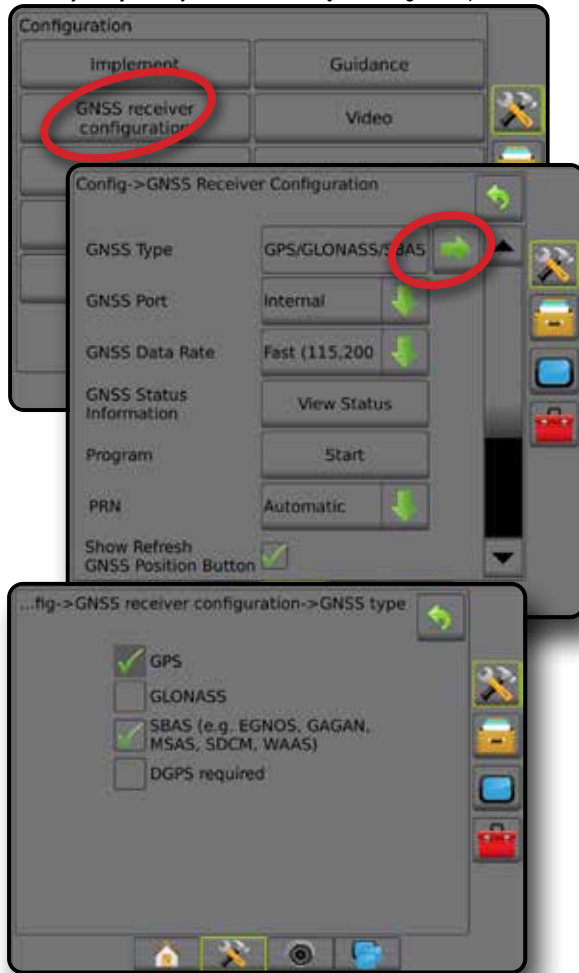 Configuration
Implement
Guidance
GNSS receiver
configuration
Video
Config->GNSS Receiver Configuration
GNSS Type
GPS/GLONASS/SBAS
GNSS Port
Internal
GNSS Data Rate
Fast (115,200
GNSS Status
Information
View Status
Program
Start
PRN
Automatic
Show Refresh
GNSS Position Button
...fig->GNSS receiver configuration->GNSS type
GPS
GLONASS
SBAS (e.g. EGNOS, GAGAN,
MSAS, SDCM, WAAS)
DGPS required